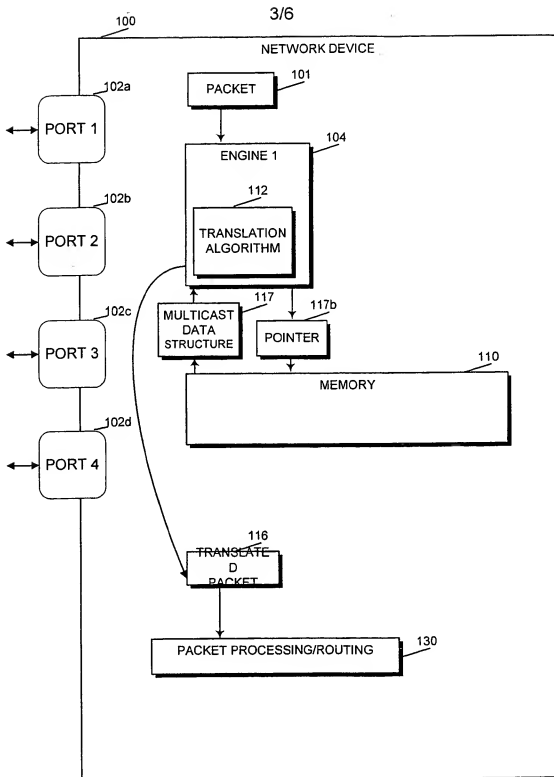 3/6
100
NETWORK DEVICE
102a
PORT 1
PACKET
101
ENGINE 1
104
112
TRANSLATION
ALGORITHM
102b
PORT 2
117
MULTICAST
DATA
STRUCTURE
117b
POINTER
102c
PORT 3
110
MEMORY
102d
PORT 4
116
TRANSLATE
D
PACKET
PACKET PROCESSING/ROUTING
130